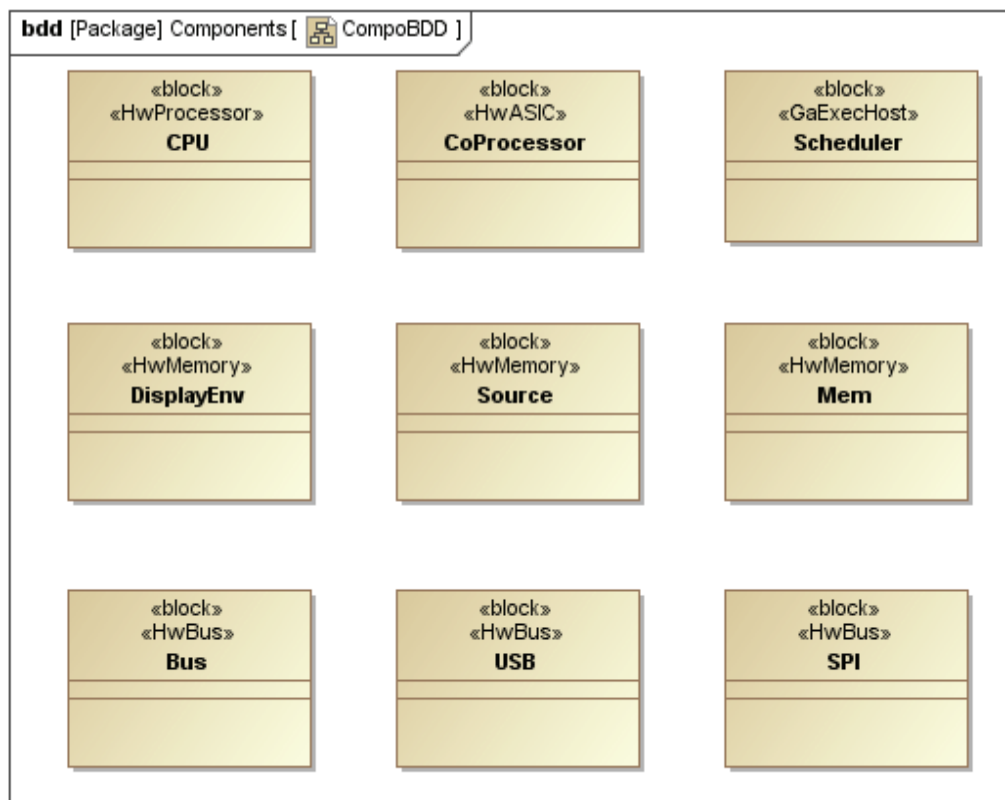 bdd [Package] Components [ CompoBDD ]
«block»
«HwProcessor»
CPU
«block»
«HwASIC»
CoProcessor
«block»
«GaExecHost»
Scheduler
«block»
«HwMemory»
DisplayEnv
«block»
«HwMemory»
Source
«block»
«HwMemory»
Mem
«block»
«HwBus»
Bus
«block»
«HwBus»
USB
«block»
«HwBus»
SPI